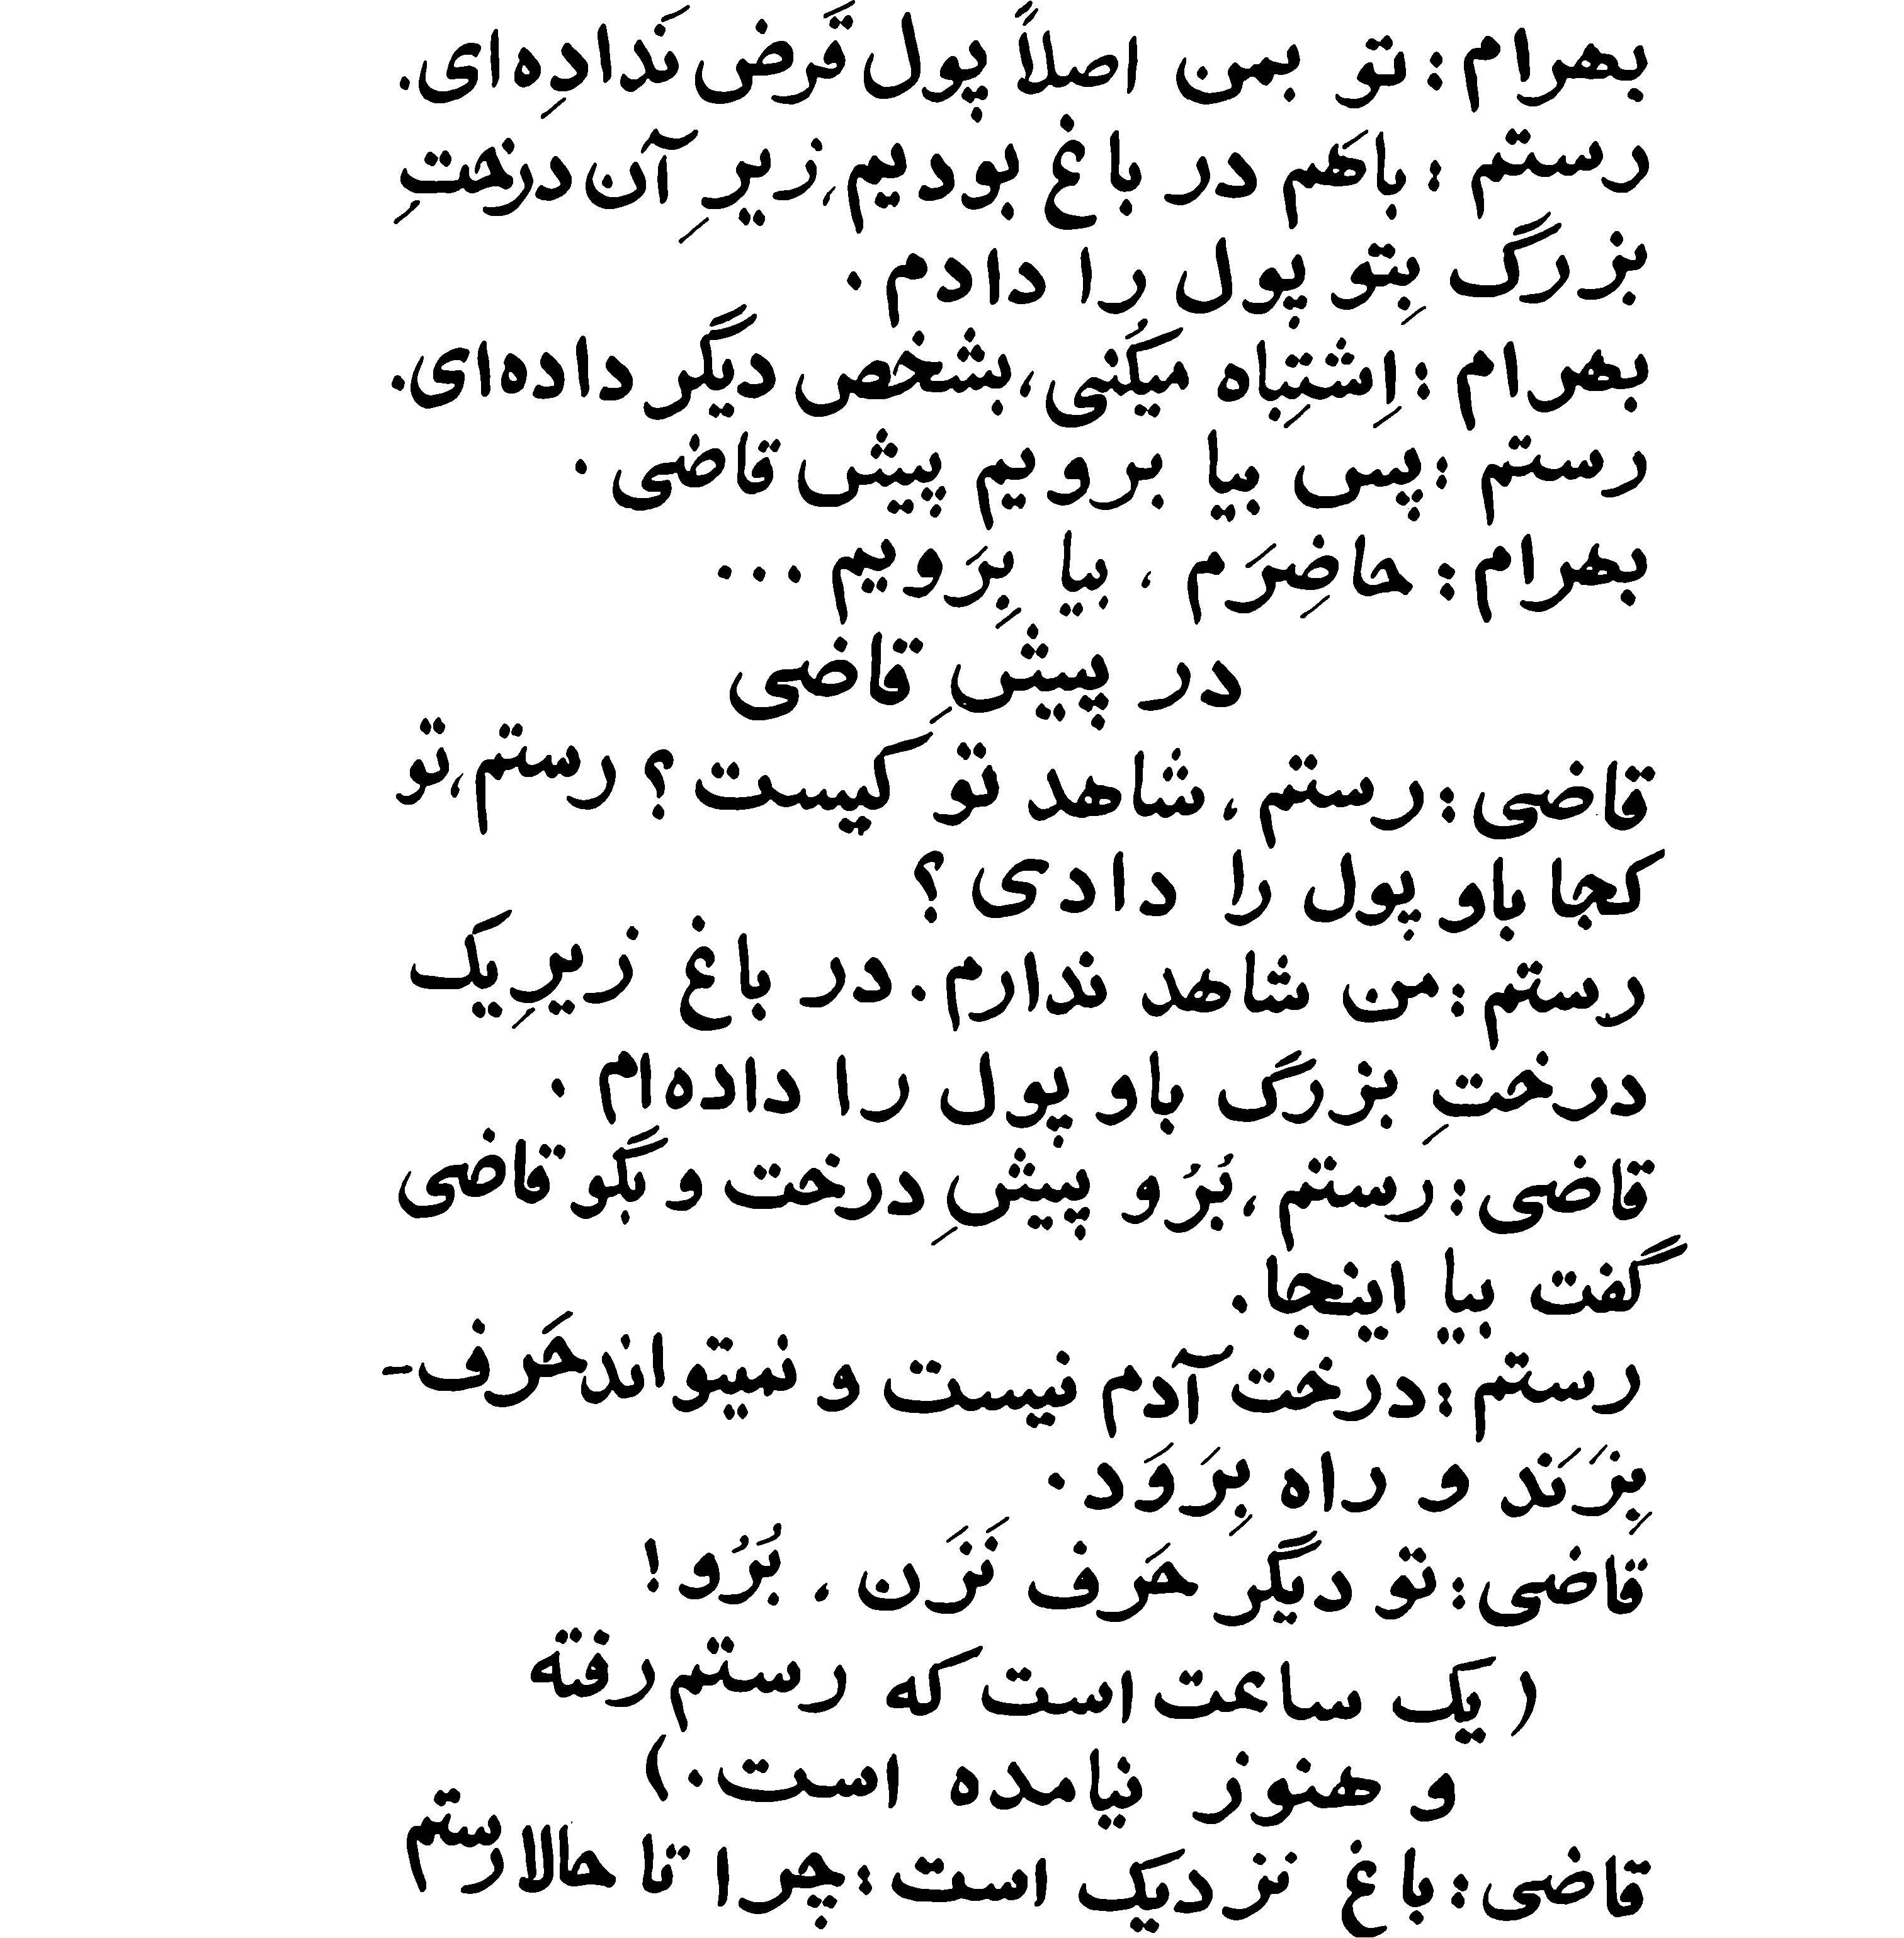 بهرام : تو بمن اصلاً پول قَرض نَدادِه‌ای.
رستم : باهَم در باغ بودیم، زیرِ آن درختِ
بزرگ بِتو پول را دادم .
بهرام : اِشتِباه میکُنی، بشخص دیگر داده‌ای.
رستم : پس بیا برویم پیش قاضی .
بهرام : حاضِرَم ، بیا بِرَویم ...
در پیشِ قاضی
قاضی : رستم ، شاهد تو کیست ؟ رستم، تو
کجا باو پول را دادی ؟
رستم : من شاهد ندارم . در باغ زیرِ یک
درختِ بزرگ باو پول را داده‌ام .
قاضی : رستم ، بُرُو پیشِ درخت و بگو قاضی
گفت بیا اینجا .
رستم : درخت آدم نیست و نمیتواند حَرف-
بِزَنَد و راه بِرَوَد .
قاضی : تو دیگر حَرف نَزَن ، بُرُو !
( یک ساعت است که رستم رفته
و هنوز نیامده است . )
قاضی : باغ نزدیک است : چرا تا حالا رستم